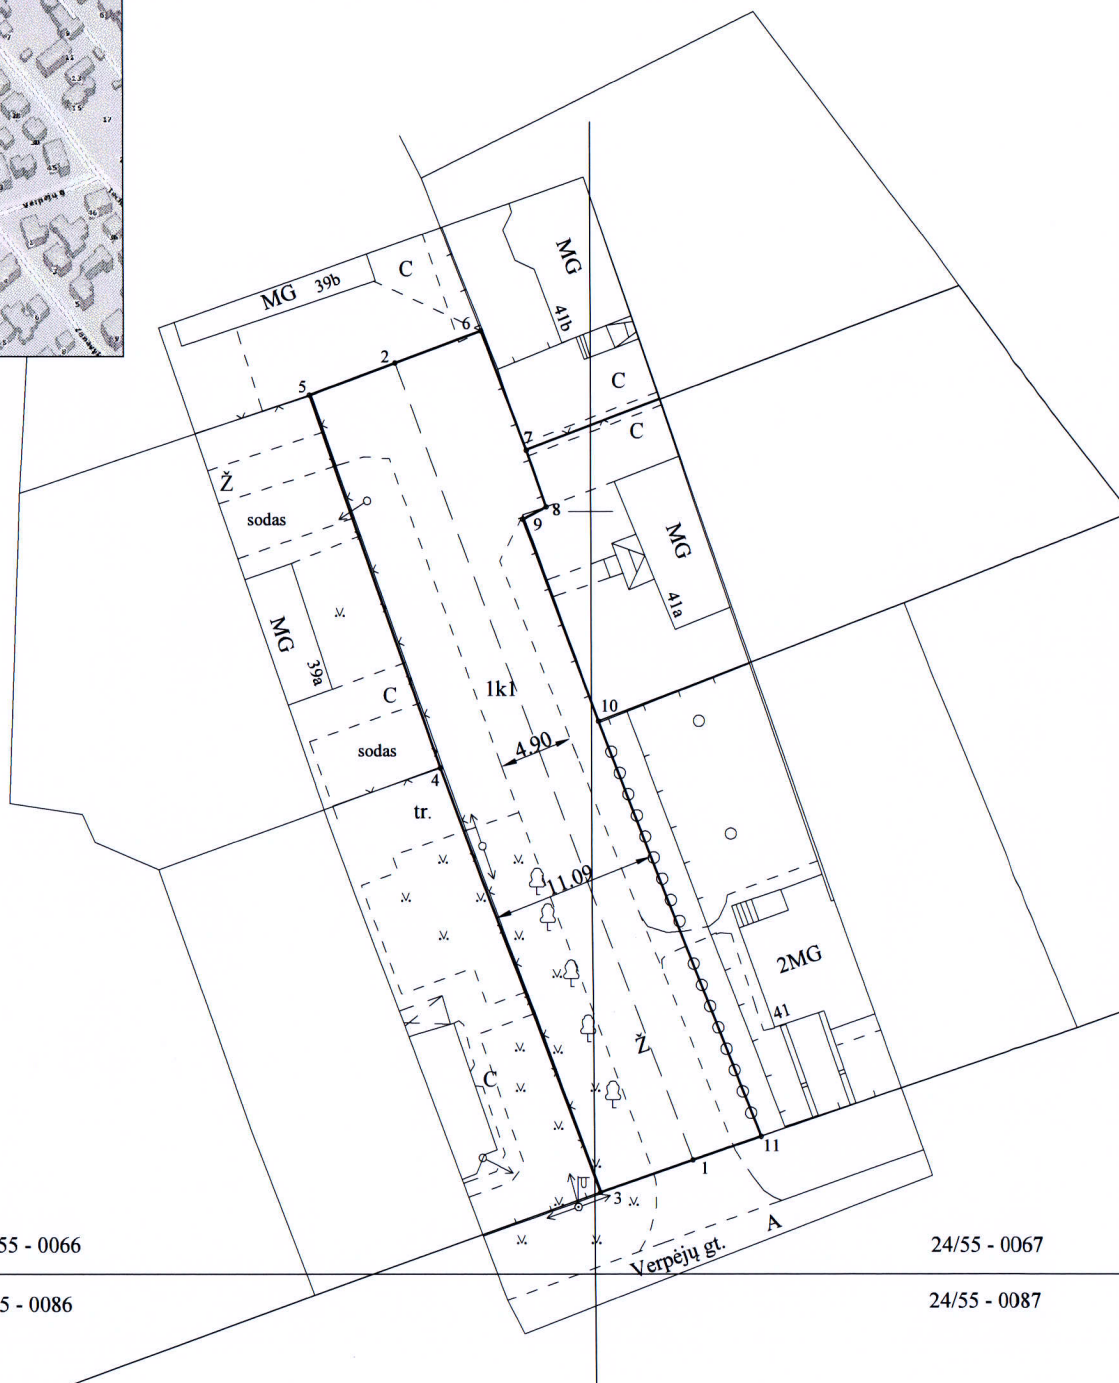 MG 39b
C
MG
41b
6
2
5
C
7
C
Ž
sodas
8
9
MG
41a
MG
39a
1k1
C
10
4.90
sodas
4
tr.
11.09
2MG
41
Ž
C
11
1
3
A
Verpėjų gt.
55 - 0066
24/55 - 0067
5 - 0086
24/55 - 0087